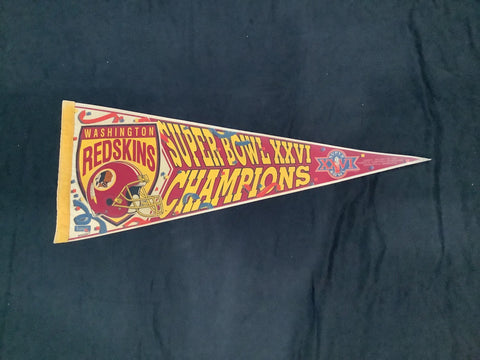 WASHINGTON
REDSKINS
SUPER BOWL XXVI
CHAMPIONS
XXVI